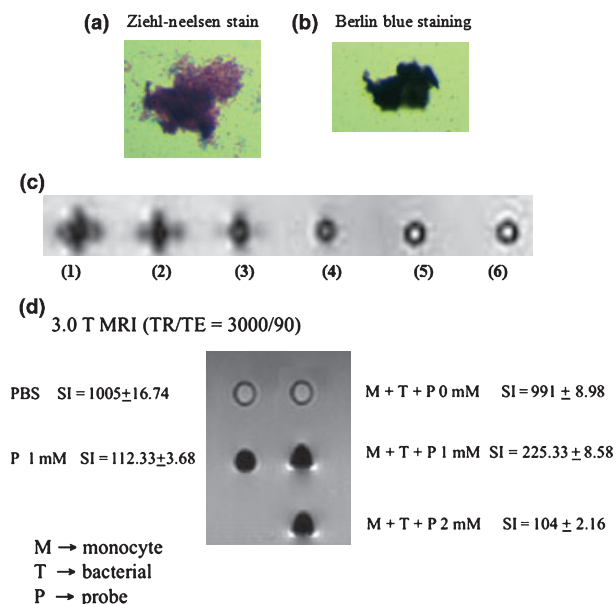 (a) Ziehl-neelsen stain
(b) Berlin blue staining
(c)
(1) (2) (3) (4) (5) (6)
(d)
3.0 T MRI (TR/TE = 3000/90)
PBS SI = 1005±16.74
M + T + P 0 mM SI = 991 ± 8.98
P 1 mM SI = 112.33±3.68
M + T + P 1 mM SI = 225.33 ± 8.58
M + T + P 2 mM SI = 104 ± 2.16
M → monocyte
T → bacterial
P → probe